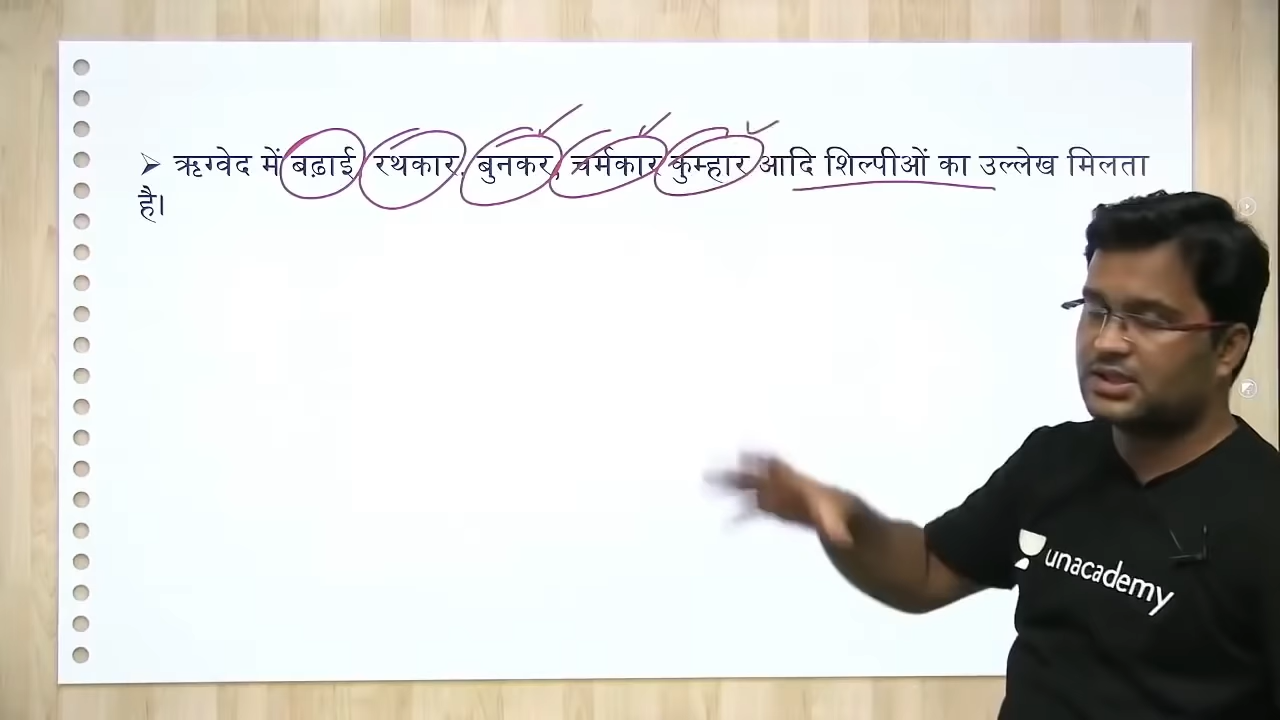 ➢ ऋग्वेद में बढ़ाई रथकार, बुनकर, चर्मकार कुम्हार आदि शिल्पीओं का उल्लेख मिलता
है।
unacademy